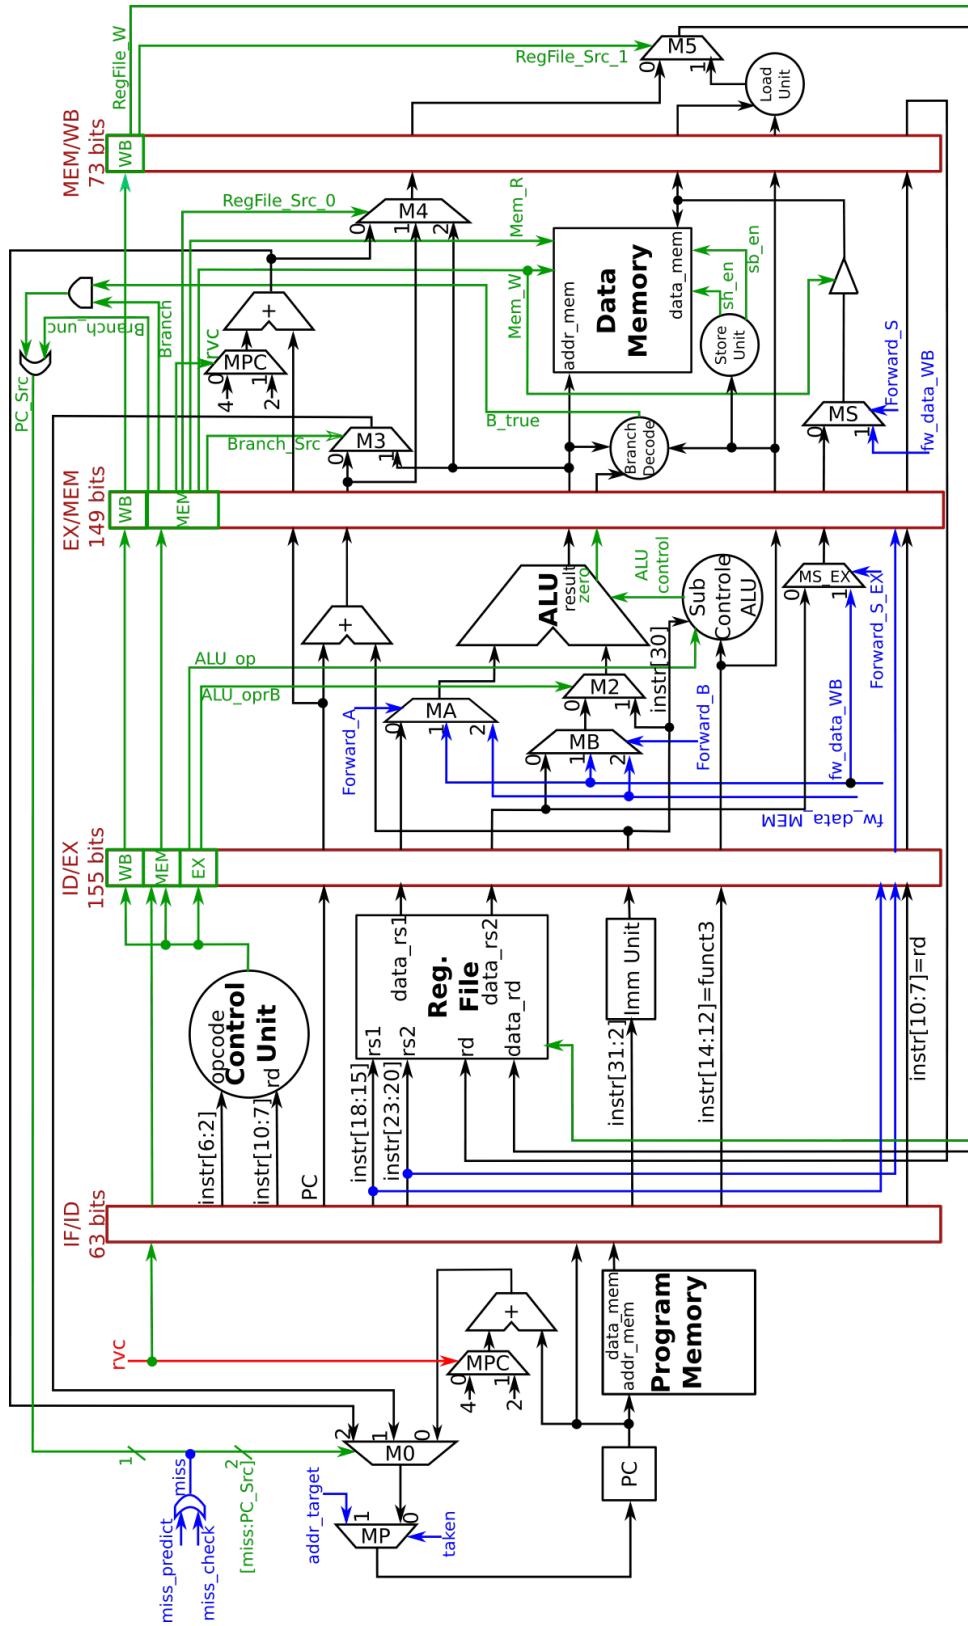 RegFile_W
RegFile_Src_1
M5
0
1
Load
Unit
MEM/WB
73 bits
WB
RegFile_Src_0
M4
0
1
2
Mem_R
Mem_W
addr_mem
Data
Memory
data_mem
sh_en
sb_en
Store
Unit
PC_Src
Branch_unc
Branch
rvc
MPC
0
1
4
2
+
Branch_Src
M3
0
1
B_true
Branch
Decode
MS
0
1
Forward_S
fw_data_WB
EX/MEM
149 bits
WB
MEM
+
ALU
result
zero
ALU
control
Sub
Controle
ALU
MS_EX
0
1
Forward_S_EX
ALU_op
ALU_oprB
instr[30]
Forward_A
MA
0
1
2
M2
0
1
MB
0
1
2
Forward_B
fw_data_WB
fw_data_MEM
ID/EX
155 bits
WB
MEM
EX
opcode
Control
Unit
rd
instr[6:2]
instr[10:7]
PC
instr[18:15]
instr[23:20]
rs1
rs2
rd
data_rd
data_rs1
Reg.
File
data_rs2
Imm Unit
instr[31:2]
instr[14:12]=funct3
instr[10:7]=rd
IF/ID
63 bits
rvc
MPC
0
1
4
2
+
data_mem
addr_mem
Program
Memory
M0
2
1
0
1
2
miss
[miss:PC_Src]
miss_predict
miss_check
addr_target
MP
1
0
taken
PC